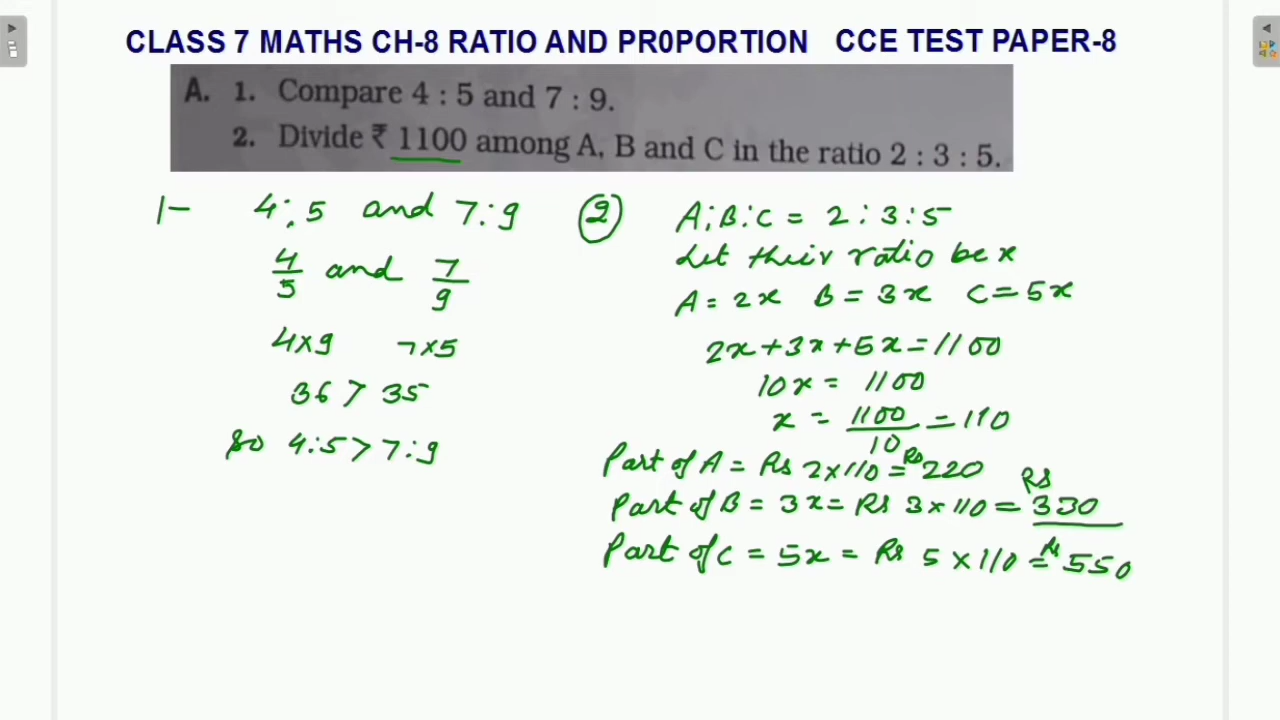 CLASS 7 MATHS CH-8 RATIO AND PR0PORTION CCE TEST PAPER-8
A. 1. Compare 4 : 5 and 7 : 9.
2. Divide ₹ 1100 among A, B and C in the ratio 2 : 3 : 5.
1- 4:5 and 7:9
4/5 and 7/9
4×9 7×5
36 > 35
So 4:5 > 7:9
② A:B:C = 2:3:5
Let their ratio be x
A = 2x B = 3x C = 5x
2x+3x+5x=1100
10x = 1100
x = 1100/10 = 110
Part of A = Rs 2×110 = Rs 220
Part of B = 3x = Rs 3×110 = Rs 330
Part of C = 5x = Rs 5×110 = Rs 550